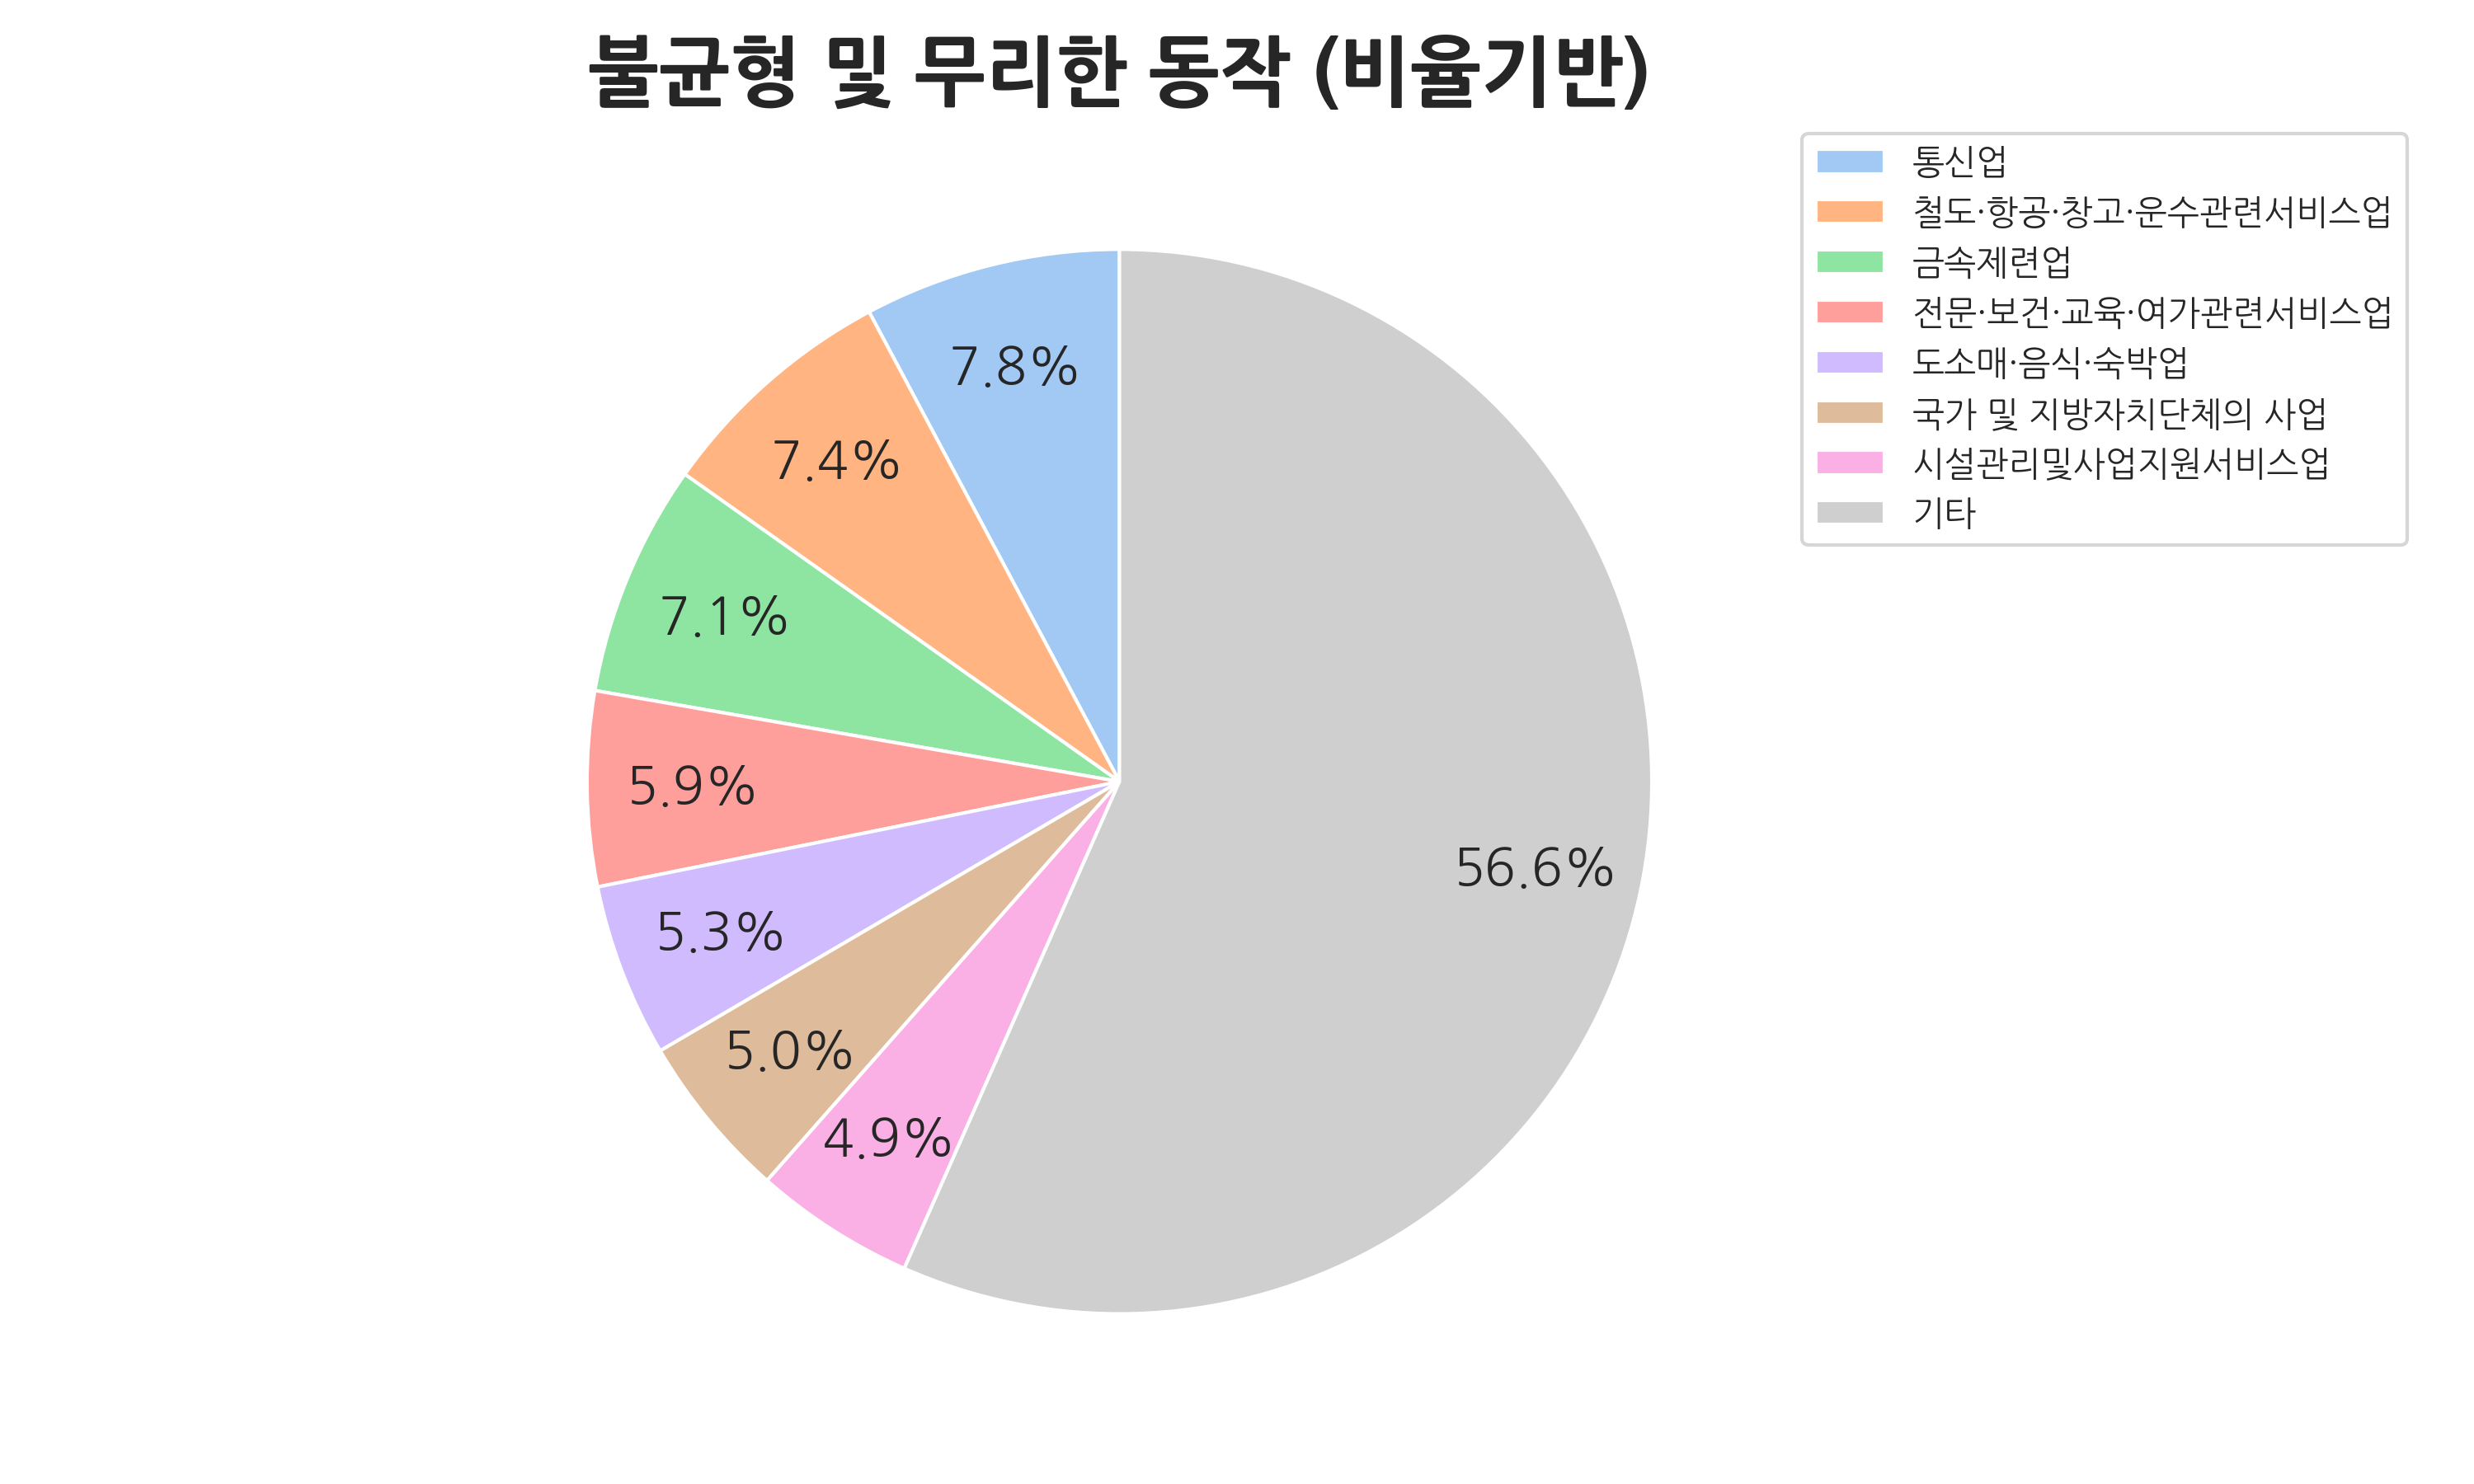 불균형 및 무리한 동작 (비율기반)
통신업
철도·항공·창고·운수관련서비스업
금속제련업
전문·보건·교육·여가관련서비스업
도소매·음식·숙박업
국가 및 지방자치단체의 사업
시설관리및사업지원서비스업
기타
7.8%
7.4%
7.1%
5.9%
5.3%
5.0%
4.9%
56.6%